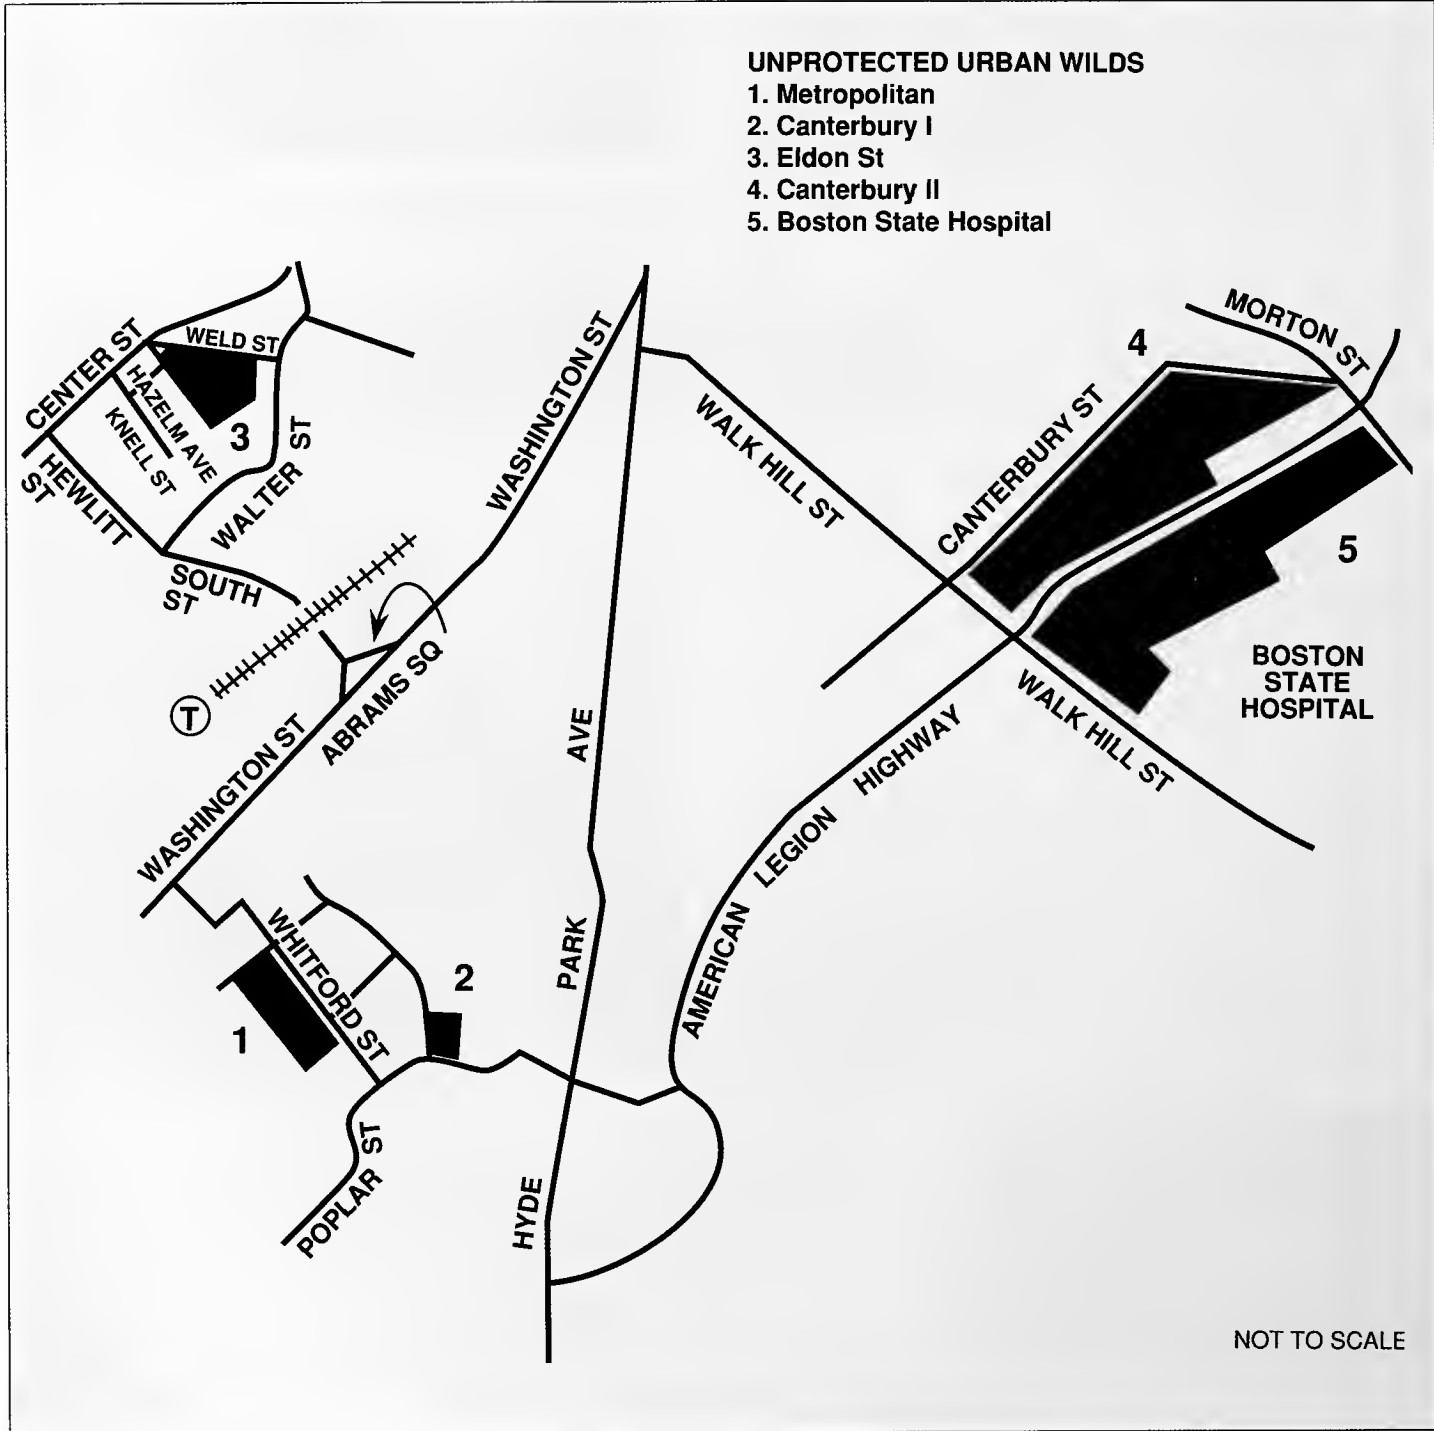 UNPROTECTED URBAN WILDS
1. Metropolitan
2. Canterbury I
3. Eldon St
4. Canterbury II
5. Boston State Hospital
MORTON ST
4
CENTER ST
WELD ST
HAZELM AVE
KNELL ST
3
HEWLITT
ST
WALTER ST
SOUTH
ST
WASHINGTON ST
WALK HILL ST
CANTERBURY ST
5
BOSTON
STATE
HOSPITAL
T
ABRAMS SQ
WASHINGTON ST
WALK HILL ST
AMERICAN LEGION HIGHWAY
HYDE PARK AVE
WHITFORD ST
1
2
POPLAR ST
NOT TO SCALE